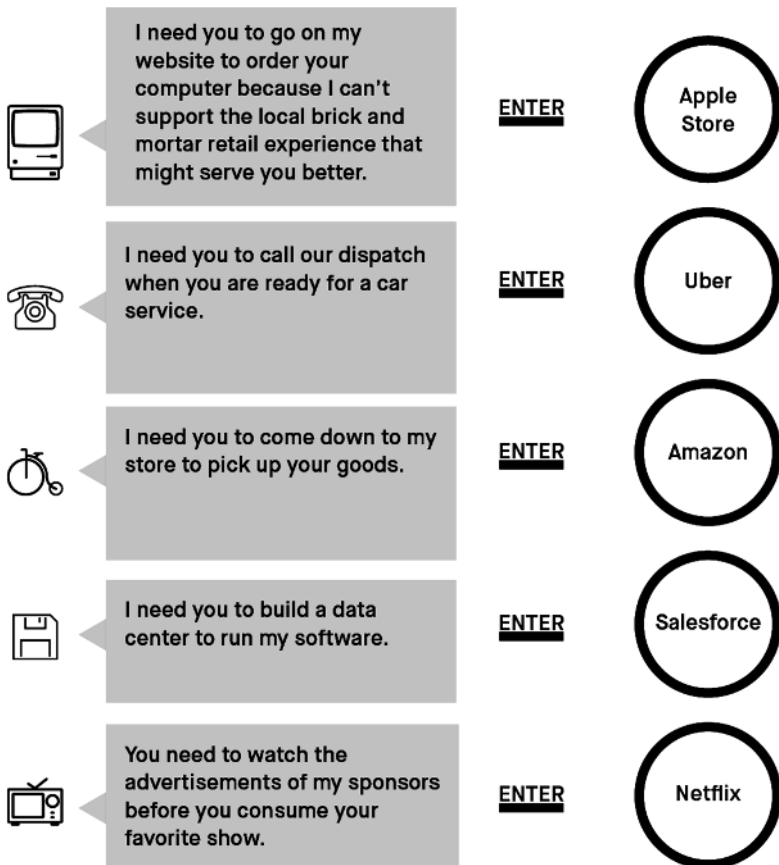 I need you to go on my
website to order your
computer because I can't
support the local brick and
mortar retail experience that
might serve you better.
ENTER
Apple
Store
I need you to call our dispatch
when you are ready for a car
service.
ENTER
Uber
I need you to come down to my
store to pick up your goods.
ENTER
Amazon
I need you to build a data
center to run my software.
ENTER
Salesforce
You need to watch the
advertisements of my sponsors
before you consume your
favorite show.
ENTER
Netflix